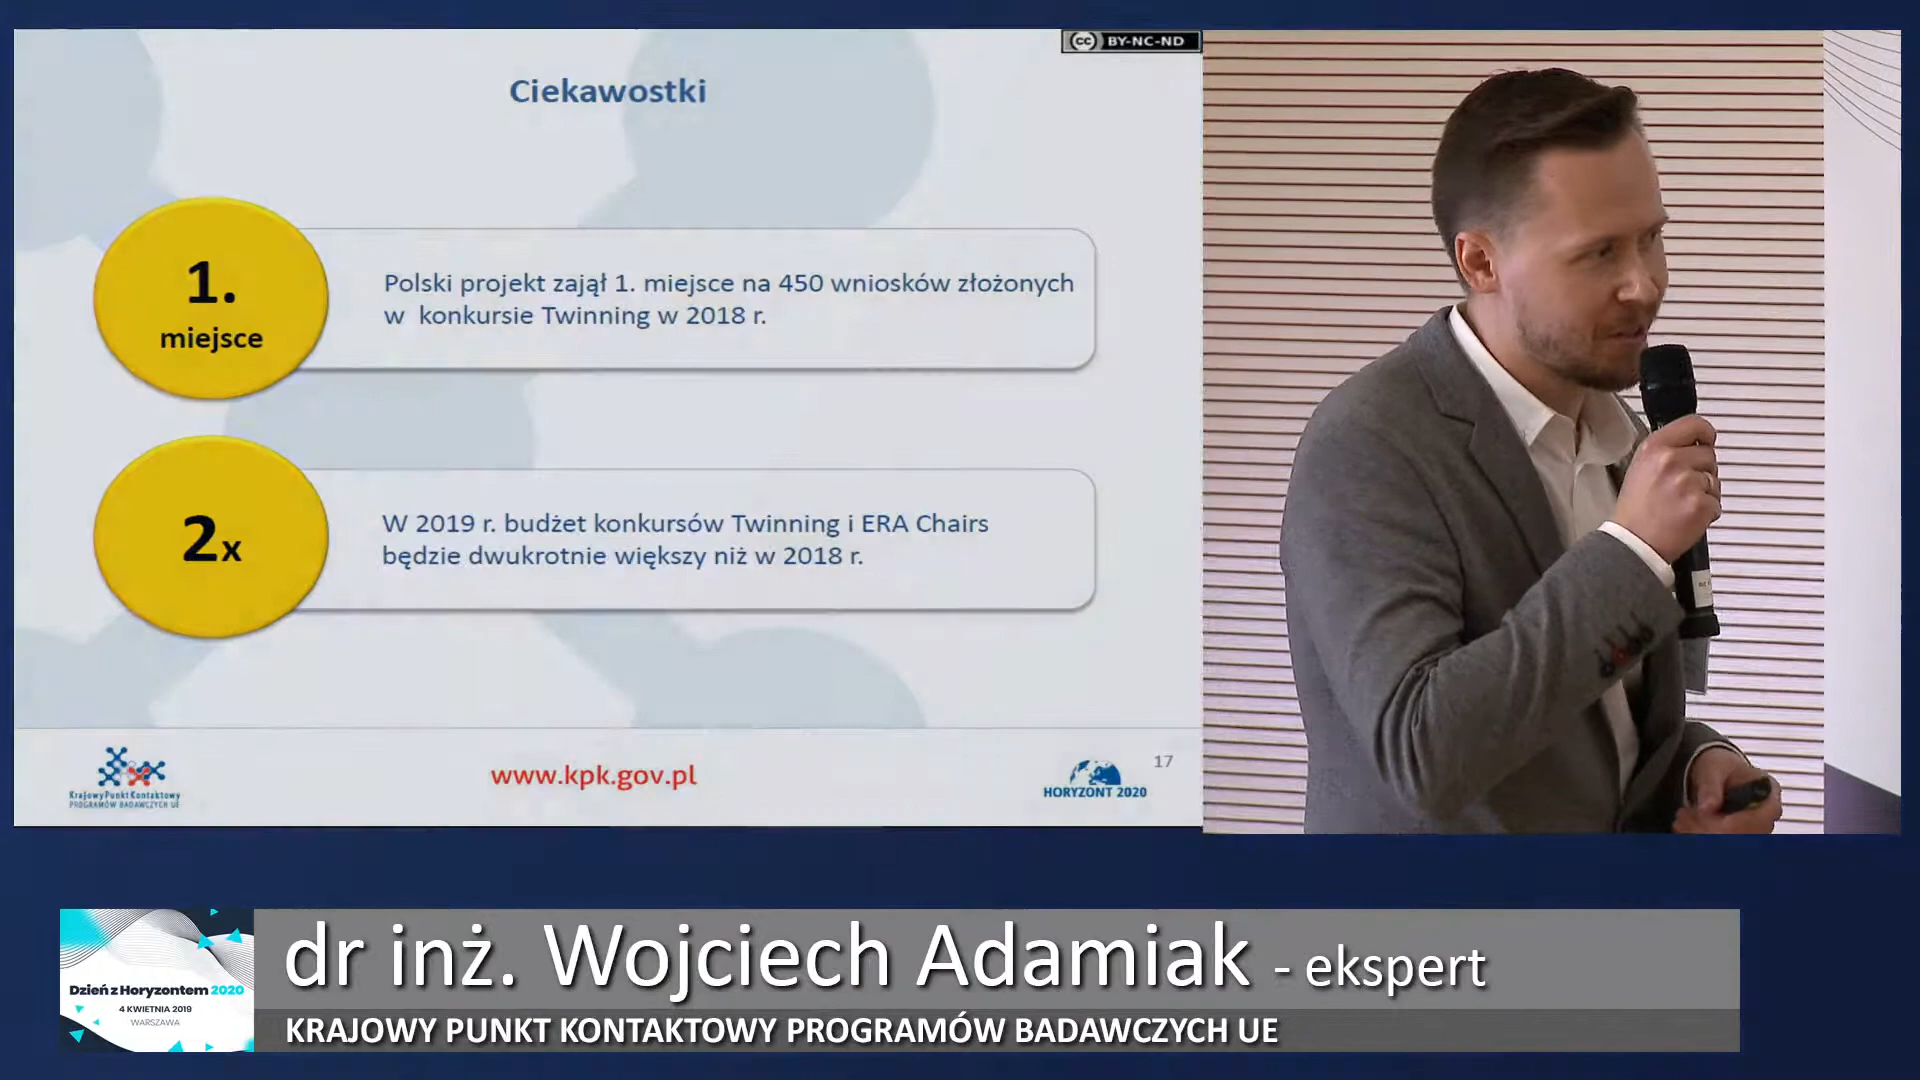 cc BY-NC-ND
Ciekawostki
1.
miejsce
Polski projekt zajął 1. miejsce na 450 wniosków złożonych
w konkursie Twinning w 2018 r.
2x
W 2019 r. budżet konkursów Twinning i ERA Chairs
będzie dwukrotnie większy niż w 2018 r.
Krajowy Punkt Kontaktowy
PROGRAMÓW BADAWCZYCH UE
www.kpk.gov.pl
HORYZONT 2020
17
Dzień z Horyzontem 2020
4 KWIETNIA 2019
WARSZAWA
dr inż. Wojciech Adamiak - ekspert
KRAJOWY PUNKT KONTAKTOWY PROGRAMÓW BADAWCZYCH UE